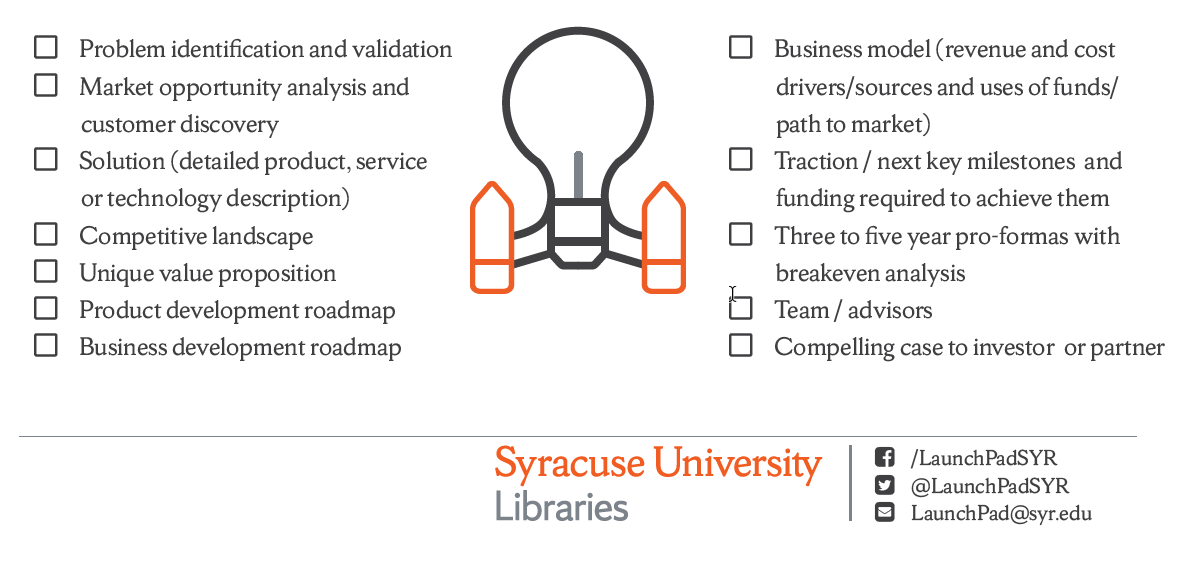 Problem identification and validation
Market opportunity analysis and
customer discovery
Solution (detailed product, service
or technology description)
Competitive landscape
Unique value proposition
Product development roadmap
Business development roadmap
Business model (revenue and cost
drivers/sources and uses of funds/
path to market)
Traction / next key milestones and
funding required to achieve them
Three to five year pro-formas with
breakeven analysis
Team / advisors
Compelling case to investor or partner
Syracuse University
Libraries
/LaunchPadSYR
@LaunchPadSYR
LaunchPad@syr.edu